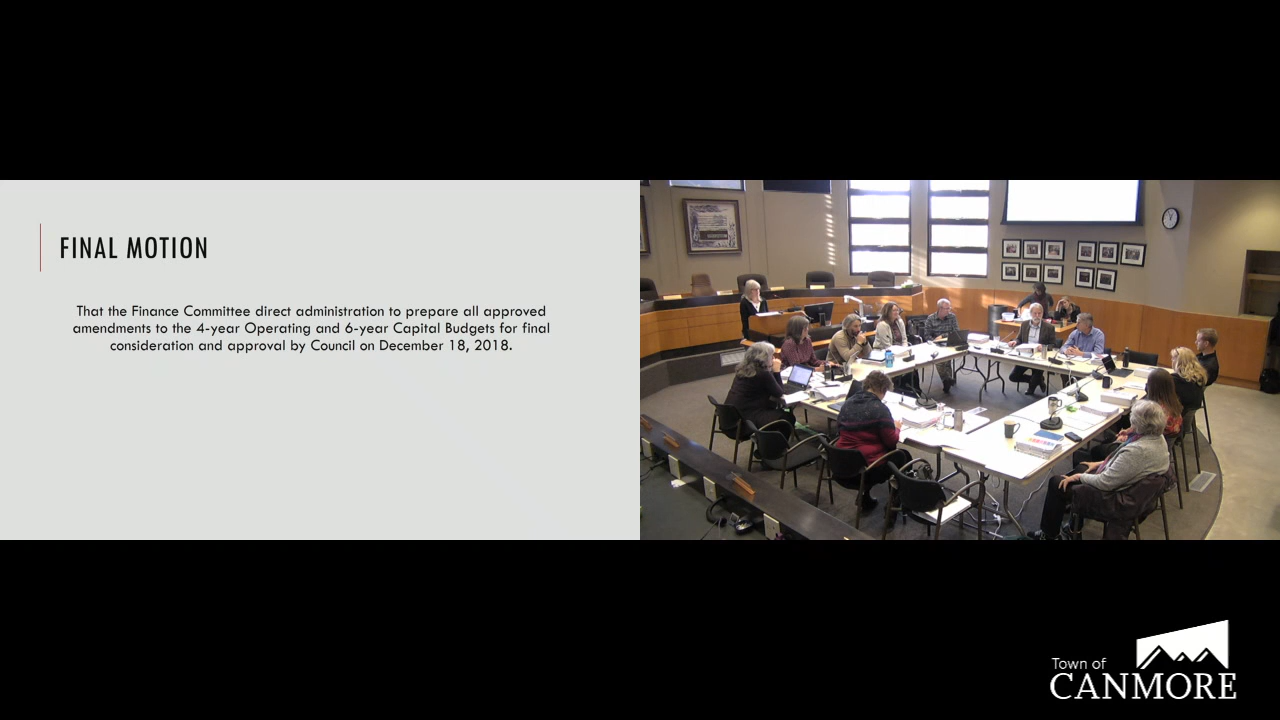 FINAL MOTION
That the Finance Committee direct administration to prepare all approved
amendments to the 4-year Operating and 6-year Capital Budgets for final
consideration and approval by Council on December 18, 2018.
Town of
CANMORE